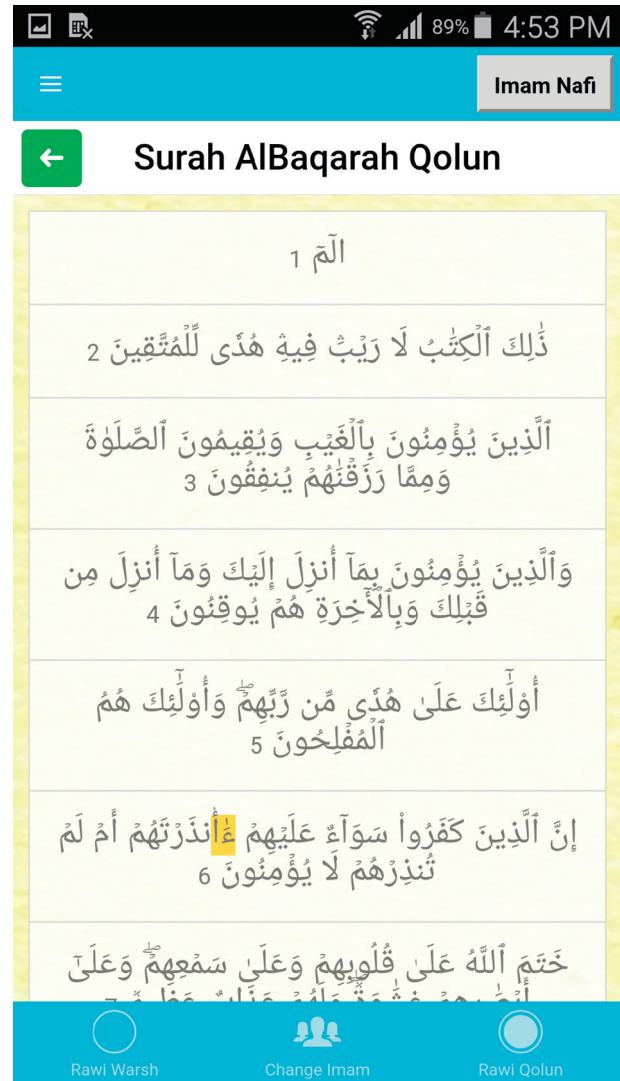 89% 4:53 PM
Imam Nafi
Surah AlBaqarah Qolun
الٓمٓ 1
ذَٰلِكَ ٱلْكِتَٰبُ لَا رَيْبَۛ فِيهِۛ هُدًى لِّلْمُتَّقِينَ 2
ٱلَّذِينَ يُؤْمِنُونَ بِٱلْغَيْبِ وَيُقِيمُونَ ٱلصَّلَوٰةَ
وَمِمَّا رَزَقْنَٰهُمْ يُنفِقُونَ 3
وَٱلَّذِينَ يُؤْمِنُونَ بِمَآ أُنزِلَ إِلَيْكَ وَمَآ أُنزِلَ مِن
قَبْلِكَ وَبِٱلْأَخِرَةِ هُمْ يُوقِنُونَ 4
أُوْلَٰٓئِكَ عَلَىٰ هُدًى مِّن رَّبِّهِمْۖ وَأُوْلَٰٓئِكَ هُمُ
ٱلْمُفْلِحُونَ 5
إِنَّ ٱلَّذِينَ كَفَرُواْ سَوَآءٌ عَلَيْهِمْ ءَٰأَنذَرْتَهُمْ أَمْ لَمْ
تُنذِرْهُمْ لَا يُؤْمِنُونَ 6
خَتَمَ ٱللَّهُ عَلَىٰ قُلُوبِهِمْ وَعَلَىٰ سَمْعِهِمْۖ وَعَلَىٰٓ
Rawi Warsh
Change Imam
Rawi Qolun